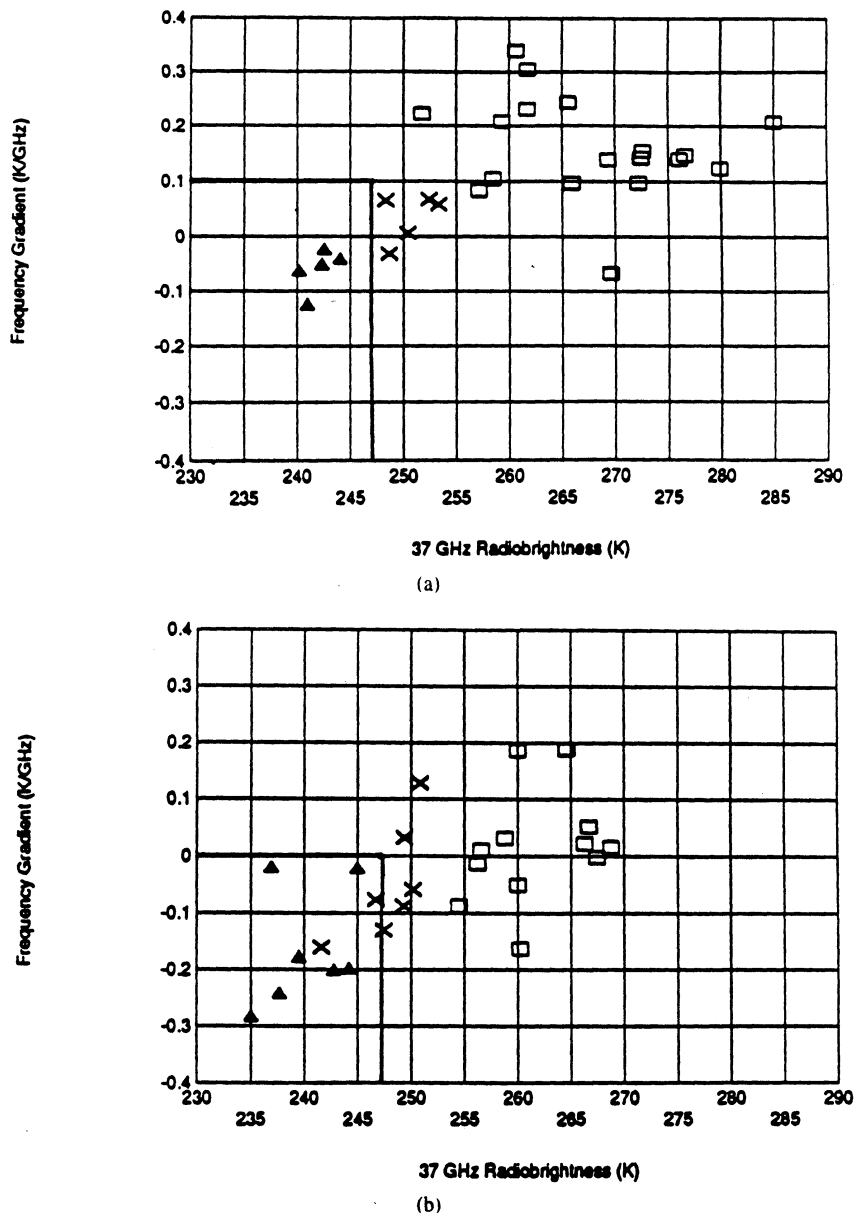 0.4
0.3
0.2
0.1
0
-0.1
-0.2
-0.3
-0.4
Frequency Gradient (K/GHz)
230 240 250 260 270 280 290
235 245 255 265 275 285
37 GHz Radiobrightness (K)
(a)
0.4
0.3
0.2
0.1
0
-0.1
-0.2
-0.3
-0.4
Frequency Gradient (K/GHz)
230 240 250 260 270 280 290
235 245 255 265 275 285
37 GHz Radiobrightness (K)
(b)